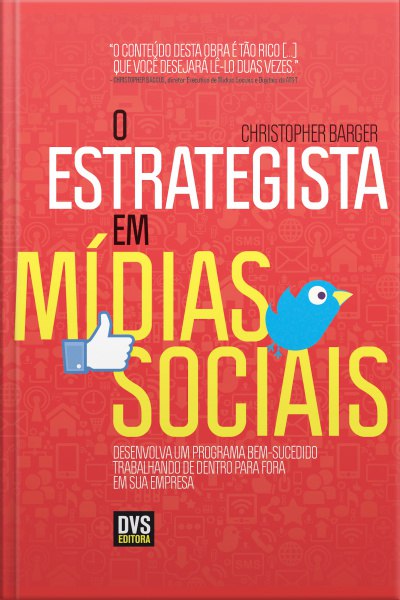 “O CONTEÚDO DESTA OBRA É TÃO RICO [...]
QUE VOCÊ DESEJARÁ LÊ-LO DUAS VEZES.”
O
CHRISTOPHER BARGER
ESTRATEGISTA
EM
MÍDIAS
SOCIAIS
DESENVOLVA UM PROGRAMA BEM-SUCEDIDO
TRABALHANDO DE DENTRO PARA FORA
EM SUA EMPRESA
DVS
EDITORA
SMS